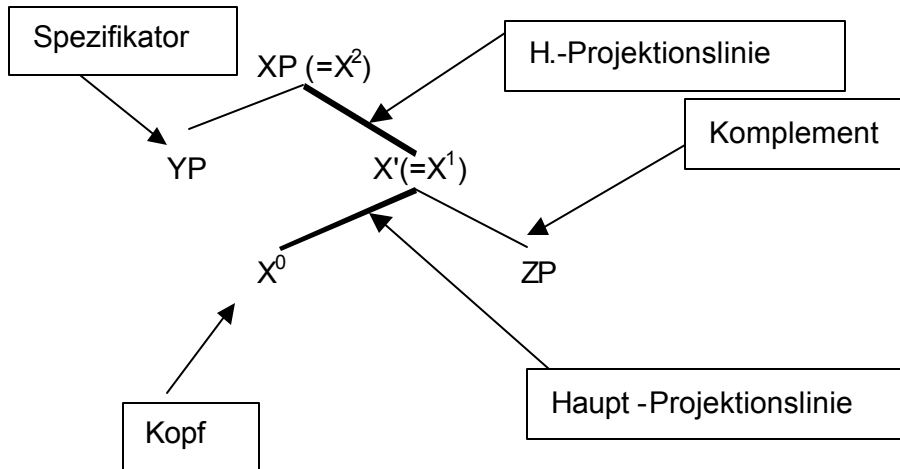 Spezifikator
XP (=X²)
H.-Projektionslinie
Komplement
YP
X'(=X¹)
X⁰
ZP
Haupt -Projektionslinie
Kopf